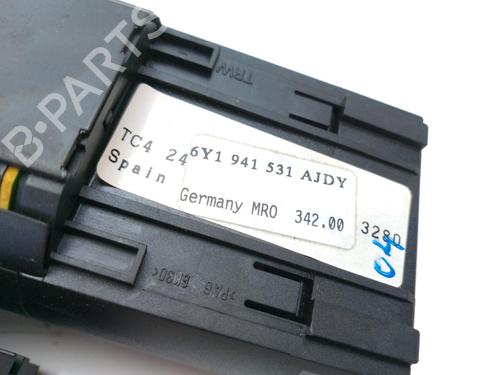 B-PARTS
TRW
TC4 24
6Y1 941 531 AJDY
Spain
Germany MRO 342.00
3280
04
>PA6 GK30<